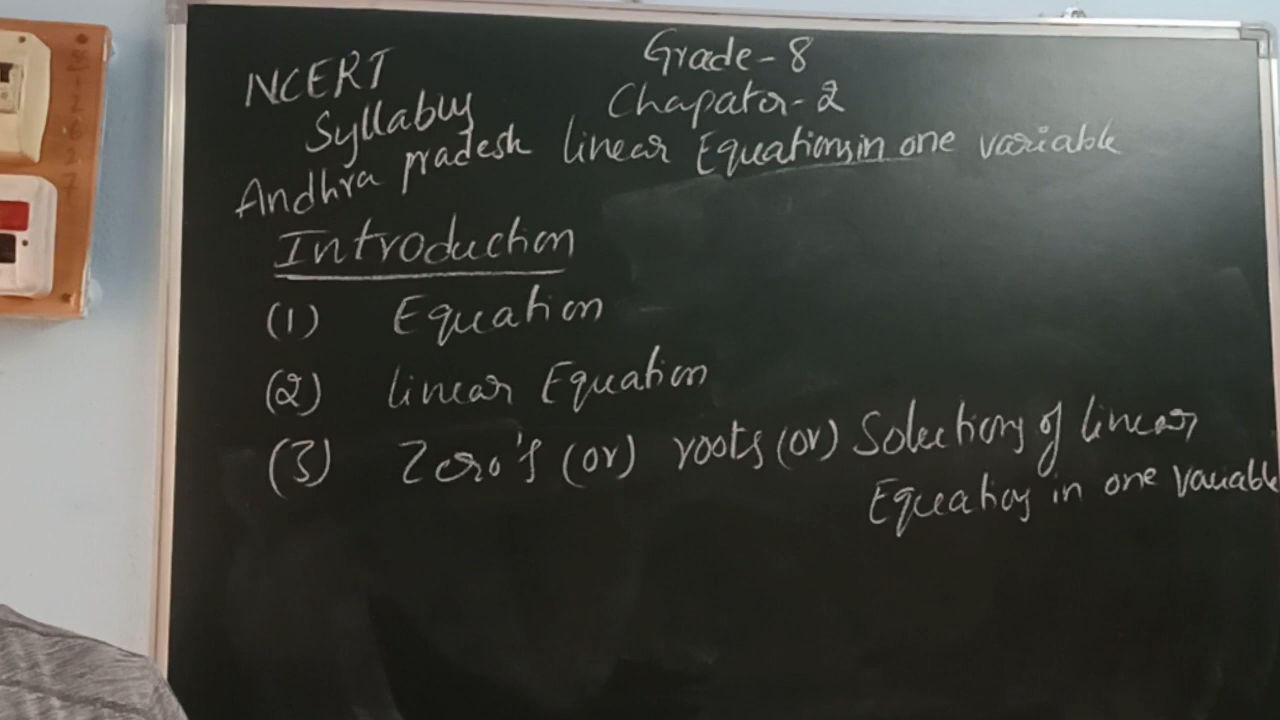 NCERT
Syllabus
Andhra pradesh
Grade-8
Chapator-2
linear Equations in one variable
Introduction
(1) Equation
(2) linear Equation
(3) Zero's (or) roots (or) Solutions of linear
Equations in one variable